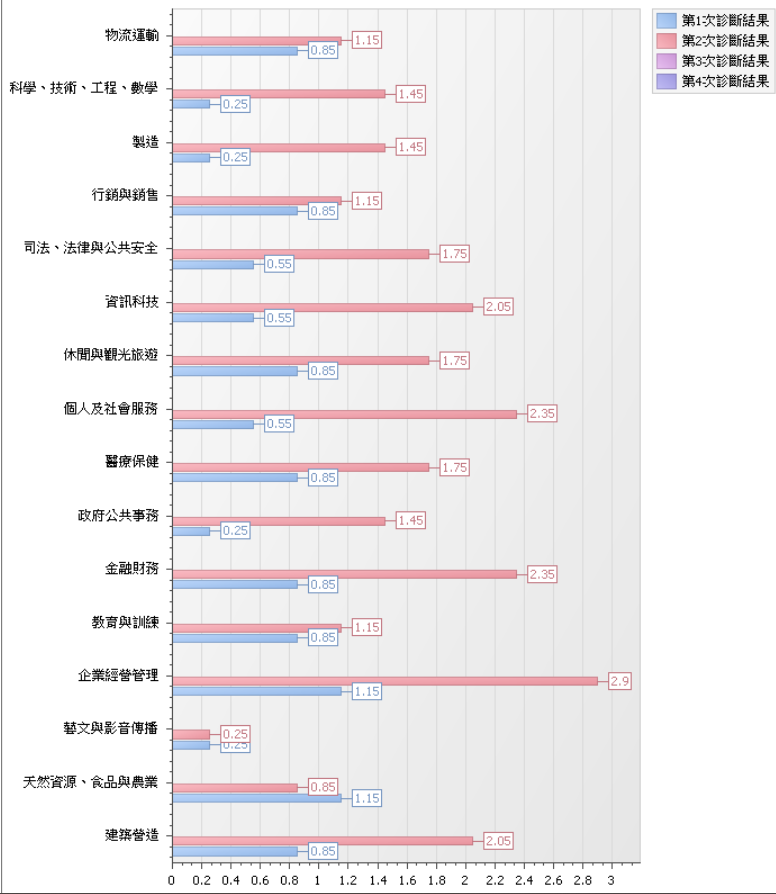 第1次診斷結果
第2次診斷結果
第3次診斷結果
第4次診斷結果
物流運輸
1.15
0.85
科學、技術、工程、數學
1.45
0.25
製造
1.45
0.25
行銷與銷售
1.15
0.85
司法、法律與公共安全
1.75
0.55
資訊科技
2.05
0.55
休閒與觀光旅遊
1.75
0.85
個人及社會服務
2.35
0.55
醫療保健
1.75
0.85
政府公共事務
1.45
0.25
金融財務
2.35
0.85
教育與訓練
1.15
0.85
企業經營管理
2.9
1.15
藝文與影音傳播
0.25
0.25
天然資源、食品與農業
0.85
1.15
建築營造
2.05
0.85
0 0.2 0.4 0.6 0.8 1 1.2 1.4 1.6 1.8 2 2.2 2.4 2.6 2.8 3